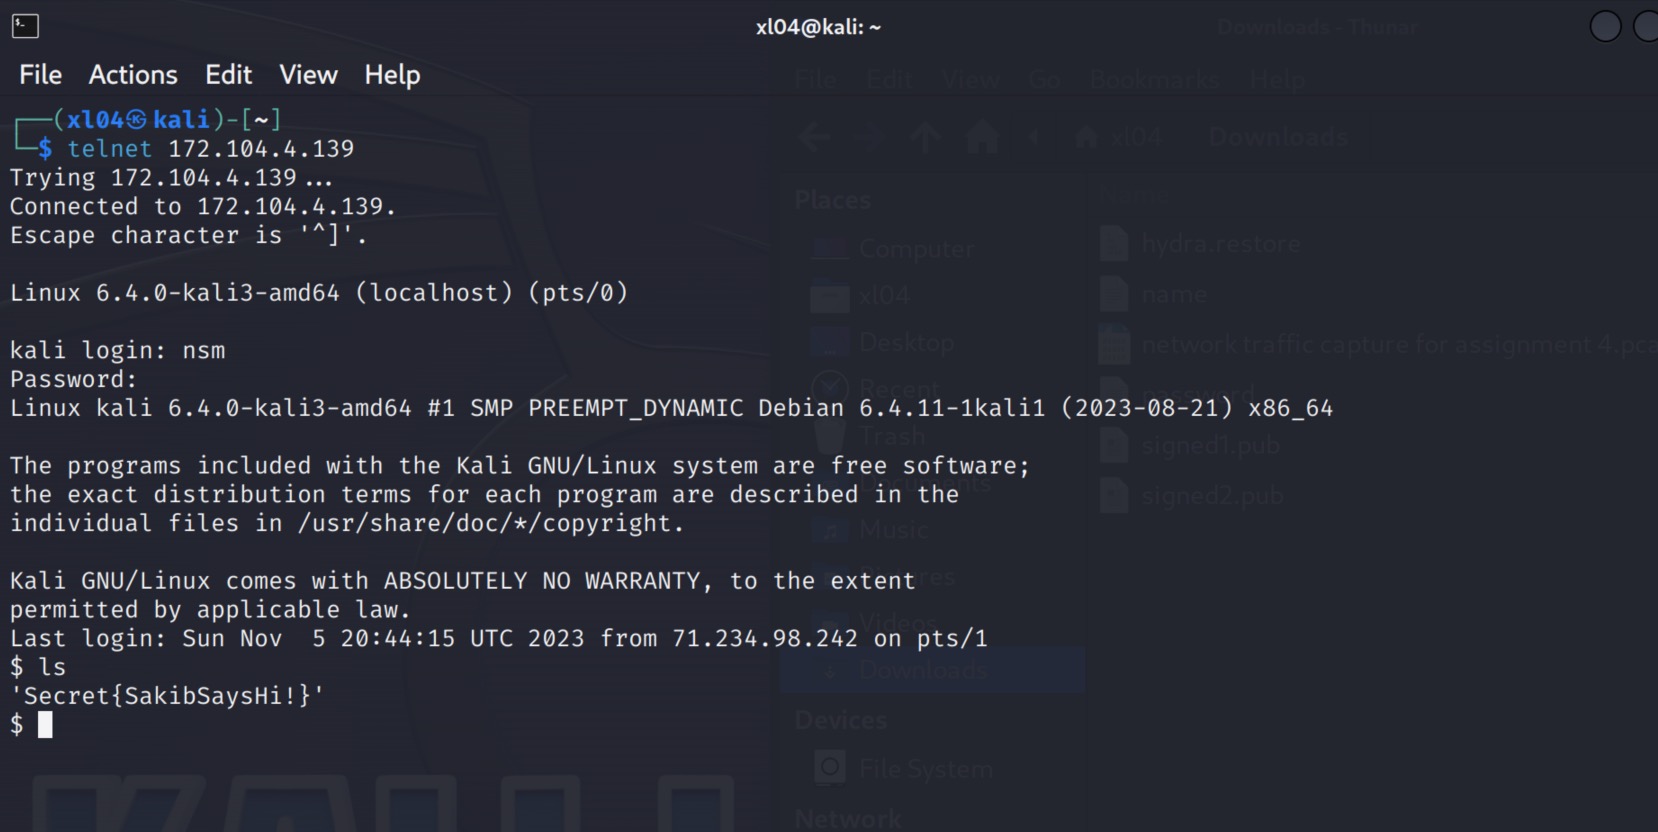 xl04@kali: ~
Downloads - Thunar
File Actions Edit View Help
File Edit View Go Bookmarks Help
┌──(xl04㉿kali)-[~]
└─$ telnet 172.104.4.139
Trying 172.104.4.139...
Connected to 172.104.4.139.
Escape character is '^]'.
Linux 6.4.0-kali3-amd64 (localhost) (pts/0)
kali login: nsm
Password:
Linux kali 6.4.0-kali3-amd64 #1 SMP PREEMPT_DYNAMIC Debian 6.4.11-1kali1 (2023-08-21) x86_64
The programs included with the Kali GNU/Linux system are free software;
the exact distribution terms for each program are described in the
individual files in /usr/share/doc/*/copyright.
Kali GNU/Linux comes with ABSOLUTELY NO WARRANTY, to the extent
permitted by applicable law.
Last login: Sun Nov  5 20:44:15 UTC 2023 from 71.234.98.242 on pts/1
$ ls
'Secret{SakibSaysHi!}'
$
xl04 Downloads
Places
Computer
xl04
Desktop
Recent
Trash
Documents
Music
Pictures
Videos
Downloads
Devices
File System
Network
Name
hydra.restore
name
network traffic capture for assignment 4.pca
password
signed1.pub
signed2.pub
KALI